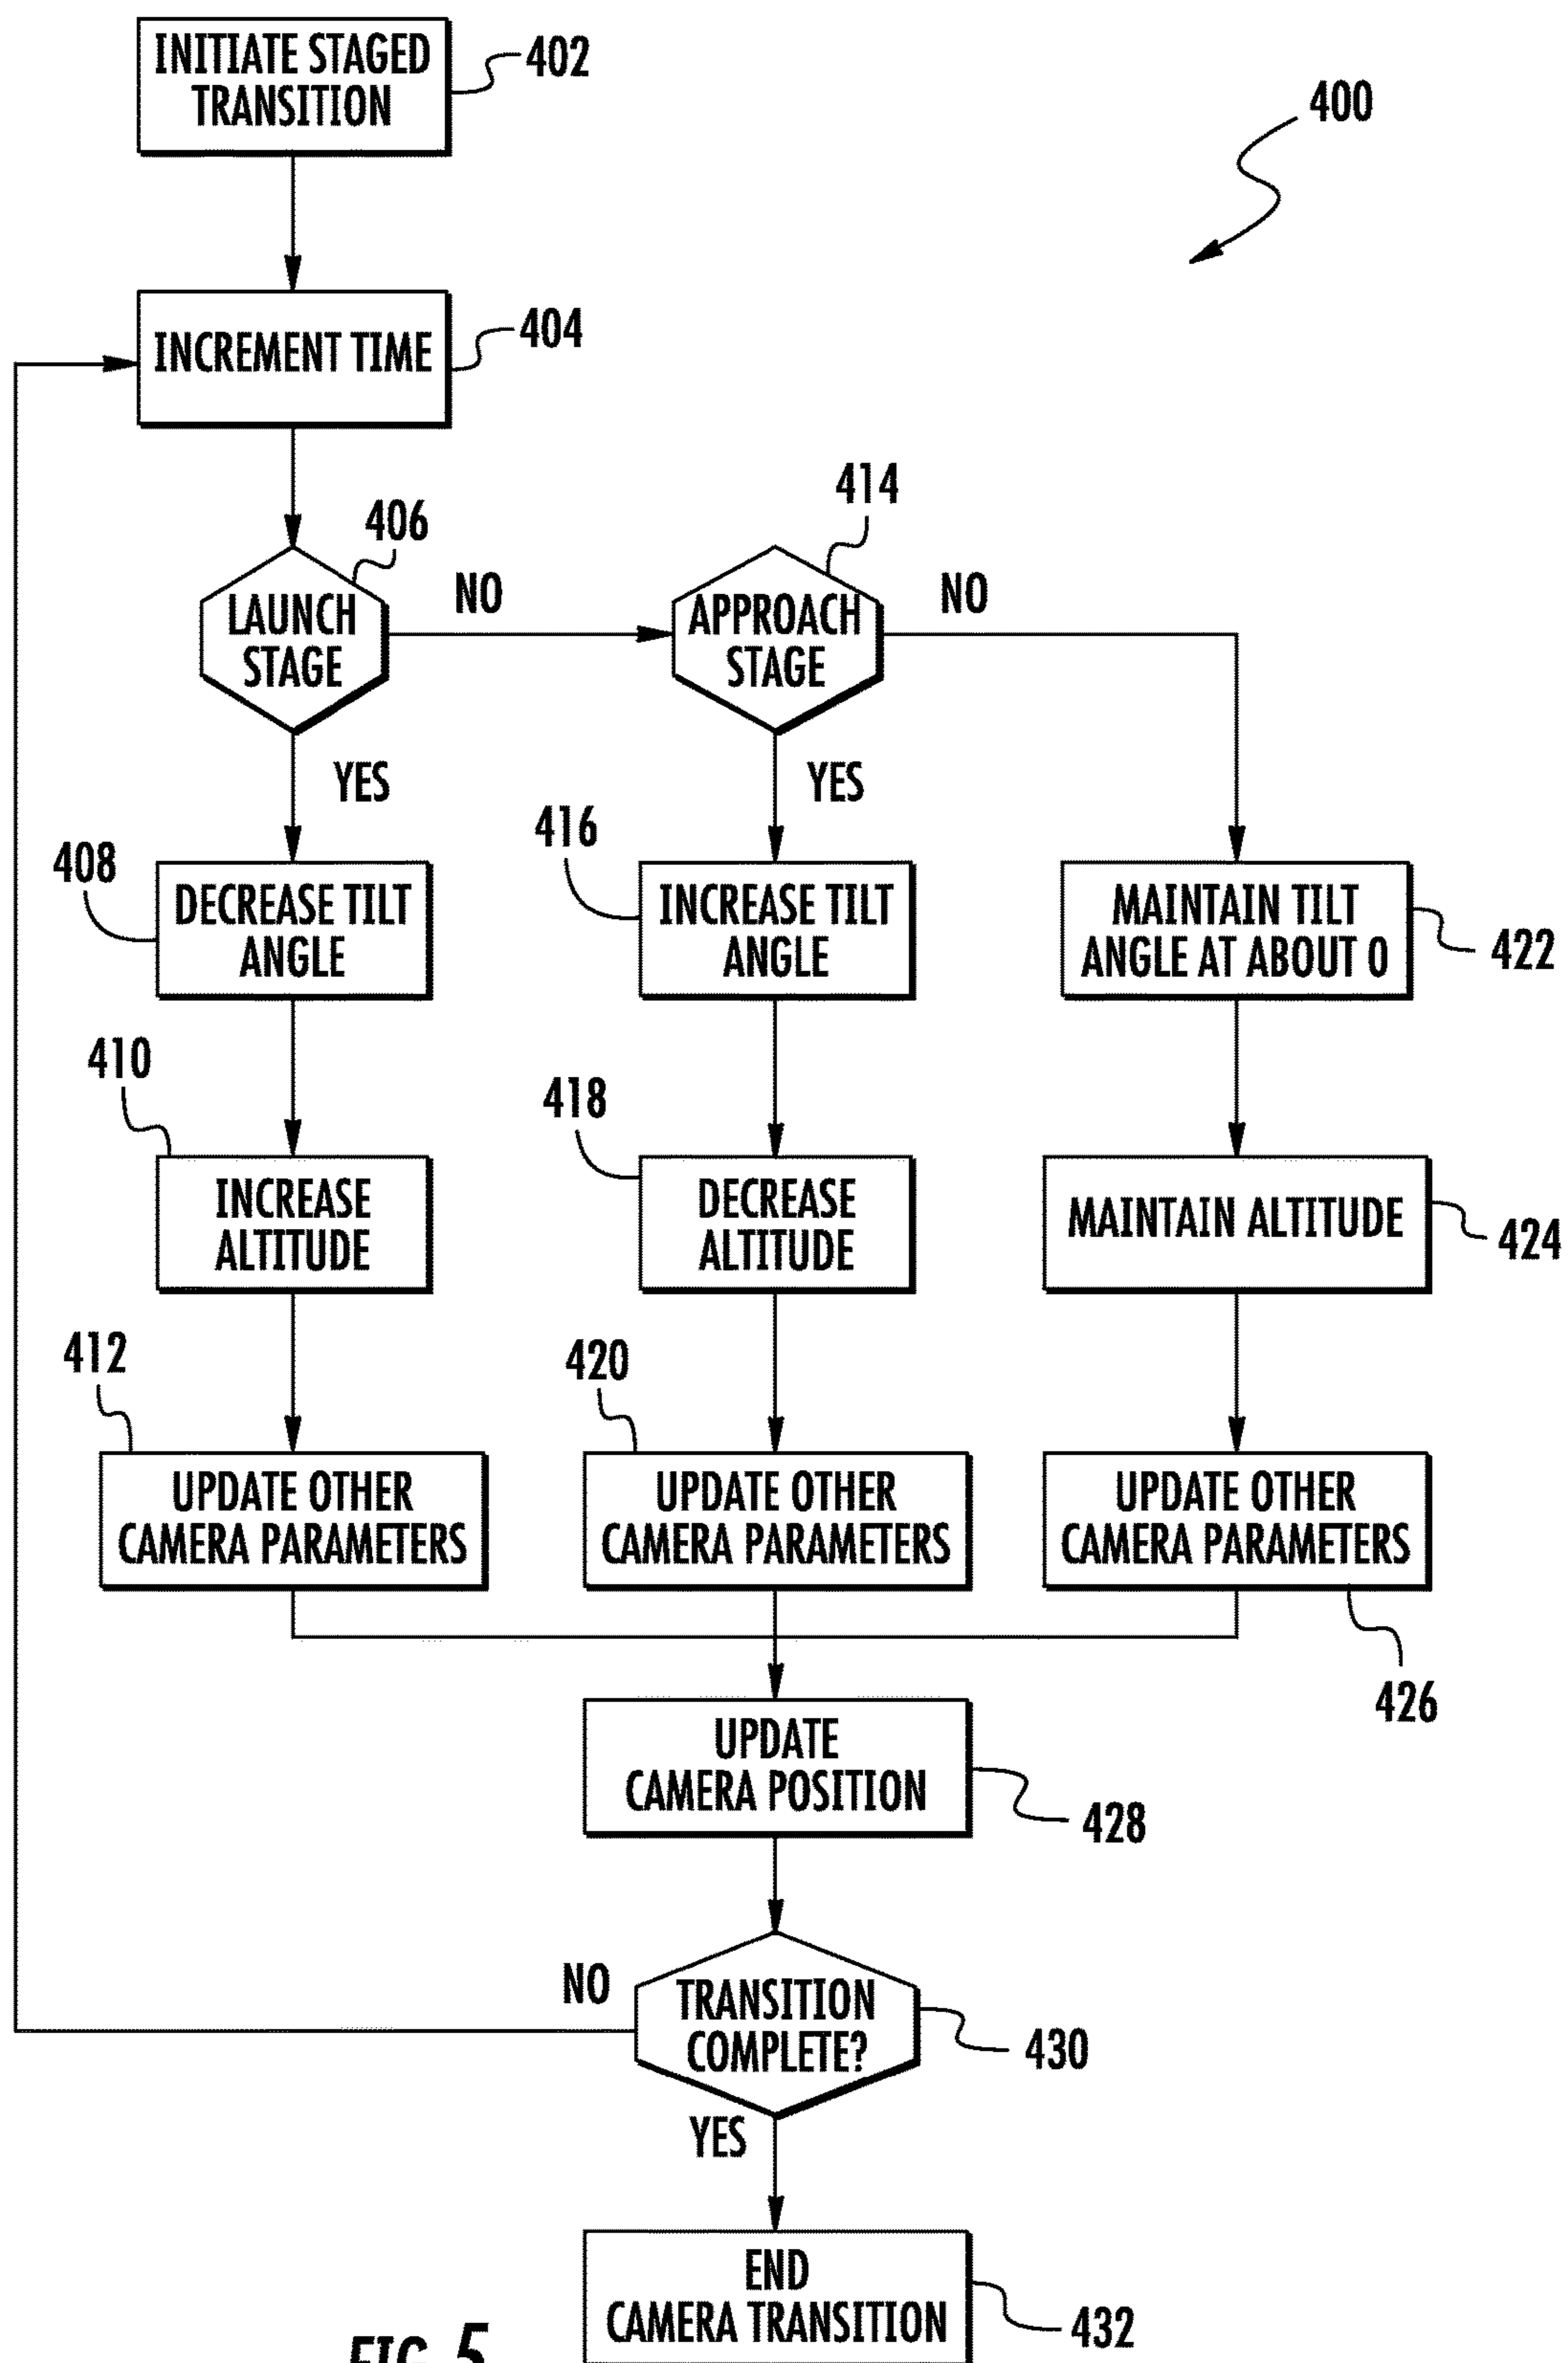 INITIATE STAGED
TRANSITION
402
400
INCREMENT TIME
404
406
414
LAUNCH
STAGE
NO
APPROACH
STAGE
NO
YES
YES
408
416
DECREASE TILT
ANGLE
INCREASE TILT
ANGLE
MAINTAIN TILT
ANGLE AT ABOUT 0
422
410
418
INCREASE
ALTITUDE
DECREASE
ALTITUDE
MAINTAIN ALTITUDE
424
412
420
UPDATE OTHER
CAMERA PARAMETERS
UPDATE OTHER
CAMERA PARAMETERS
UPDATE OTHER
CAMERA PARAMETERS
426
UPDATE
CAMERA POSITION
428
NO
TRANSITION
COMPLETE?
430
YES
END
CAMERA TRANSITION
432
FIG. 5